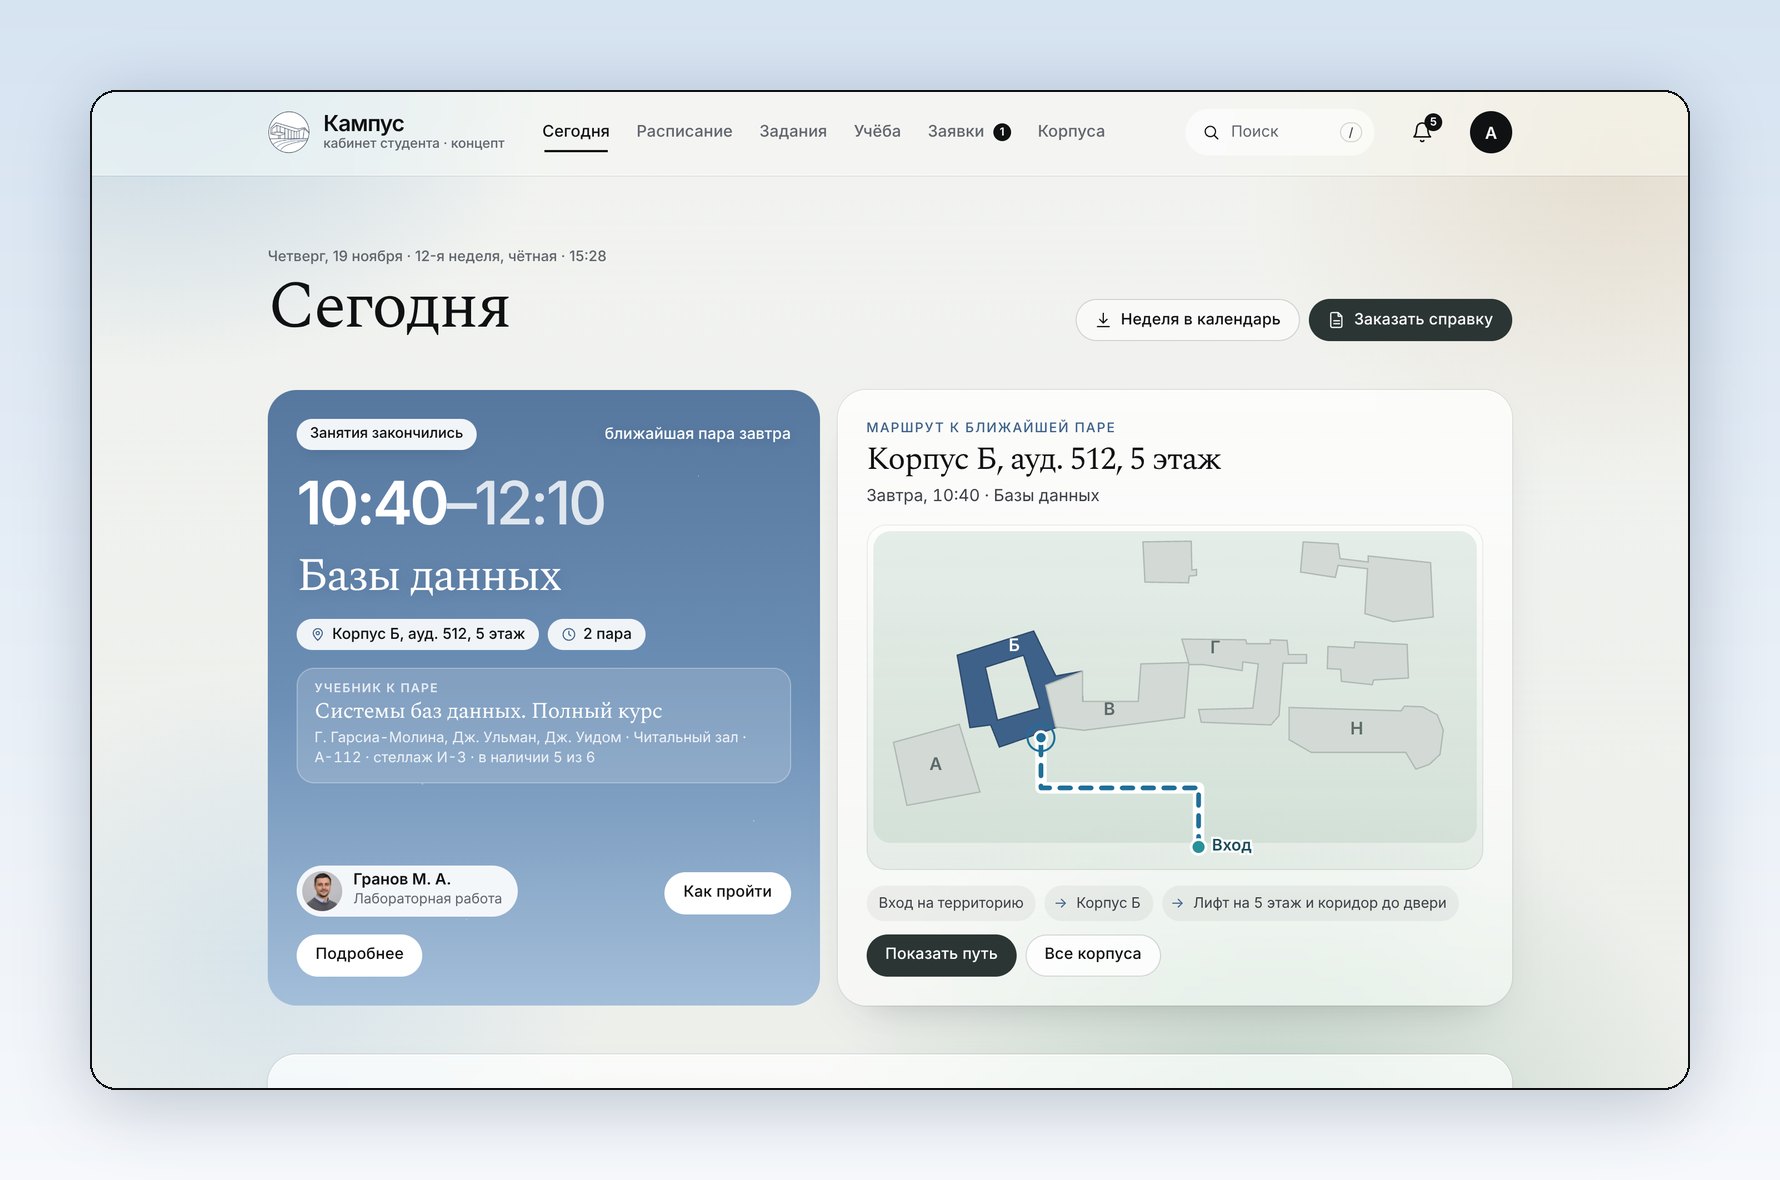 Кампус
кабинет студента · концепт
Сегодня
Расписание
Задания
Учёба
Заявки 1
Корпуса
Поиск /
5
А
Четверг, 19 ноября · 12-я неделя, чётная · 15:28
Сегодня
Неделя в календарь
Заказать справку
Занятия закончились
ближайшая пара завтра
10:40–12:10
Базы данных
Корпус Б, ауд. 512, 5 этаж
2 пара
УЧЕБНИК К ПАРЕ
Системы баз данных. Полный курс
Г. Гарсиа-Молина, Дж. Ульман, Дж. Уидом · Читальный зал ·
А-112 · стеллаж И-3 · в наличии 5 из 6
Гранов М. А.
Лабораторная работа
Как пройти
Подробнее
МАРШРУТ К БЛИЖАЙШЕЙ ПАРЕ
Корпус Б, ауд. 512, 5 этаж
Завтра, 10:40 · Базы данных
Б
Г
В
Н
А
Вход
Вход на территорию
→ Корпус Б
→ Лифт на 5 этаж и коридор до двери
Показать путь
Все корпуса